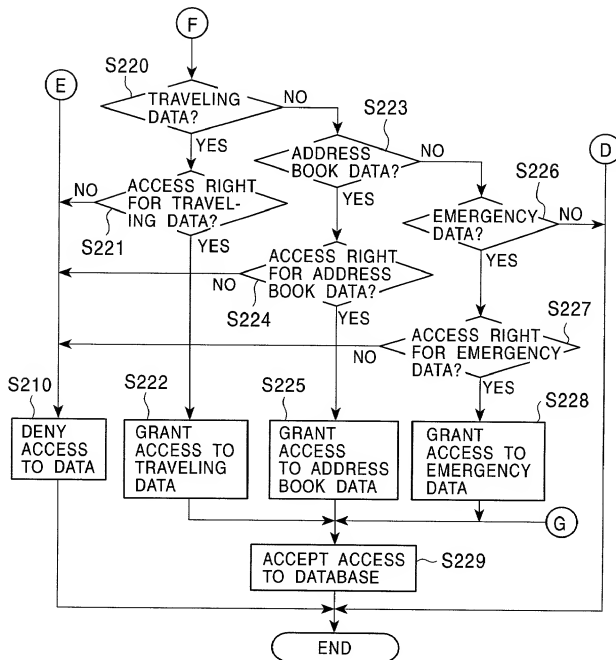 F
S220
E
TRAVELING
DATA?
NO
S223
D
YES
ADDRESS
BOOK DATA?
NO
S226
NO
ACCESS RIGHT
FOR TRAVEL-
ING DATA?
S221
YES
YES
EMERGENCY
DATA?
NO
ACCESS RIGHT
FOR ADDRESS
BOOK DATA?
NO
S224
YES
YES
S227
ACCESS RIGHT
FOR EMERGENCY
DATA?
NO
YES
S210
DENY
ACCESS
TO DATA
S222
GRANT
ACCESS TO
TRAVELING
DATA
S225
GRANT
ACCESS
TO ADDRESS
BOOK DATA
S228
GRANT
ACCESS TO
EMERGENCY
DATA
G
ACCEPT ACCESS
TO DATABASE
S229
END